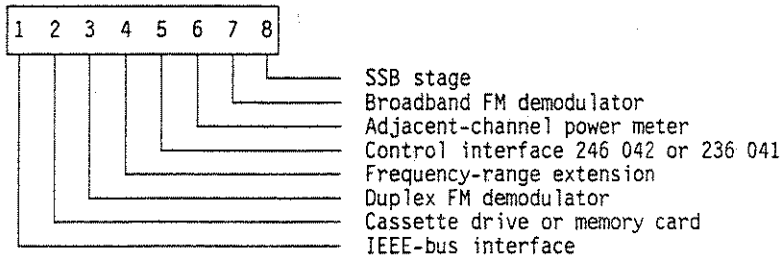 1 2 3 4 5 6 7 8
SSB stage
Broadband FM demodulator
Adjacent-channel power meter
Control interface 246 042 or 236 041
Frequency-range extension
Duplex FM demodulator
Cassette drive or memory card
IEEE-bus interface